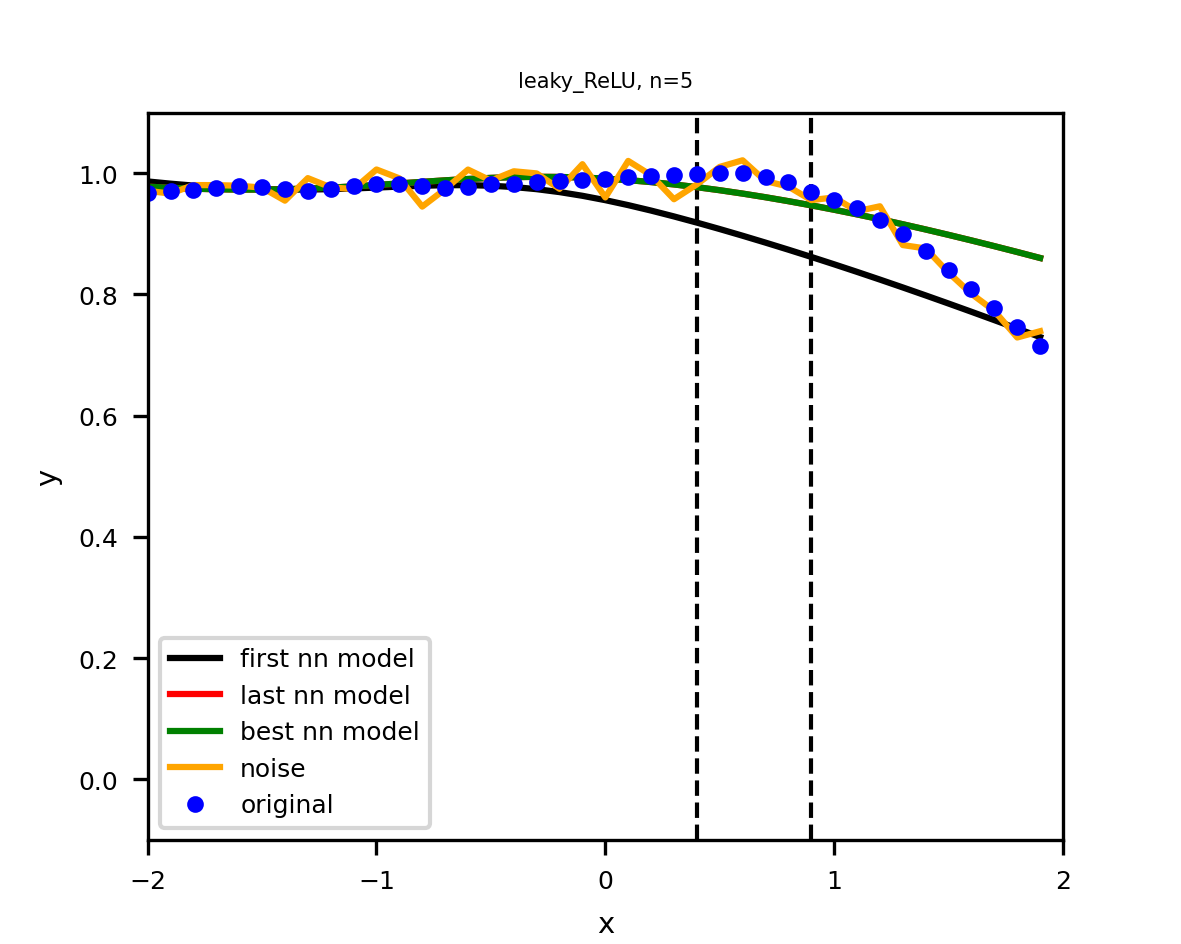 leaky_ReLU, n=5
1.0
0.8
0.6
0.4
0.2
0.0
y
first nn model
last nn model
best nn model
noise
original
−2
−1
0
1
2
x